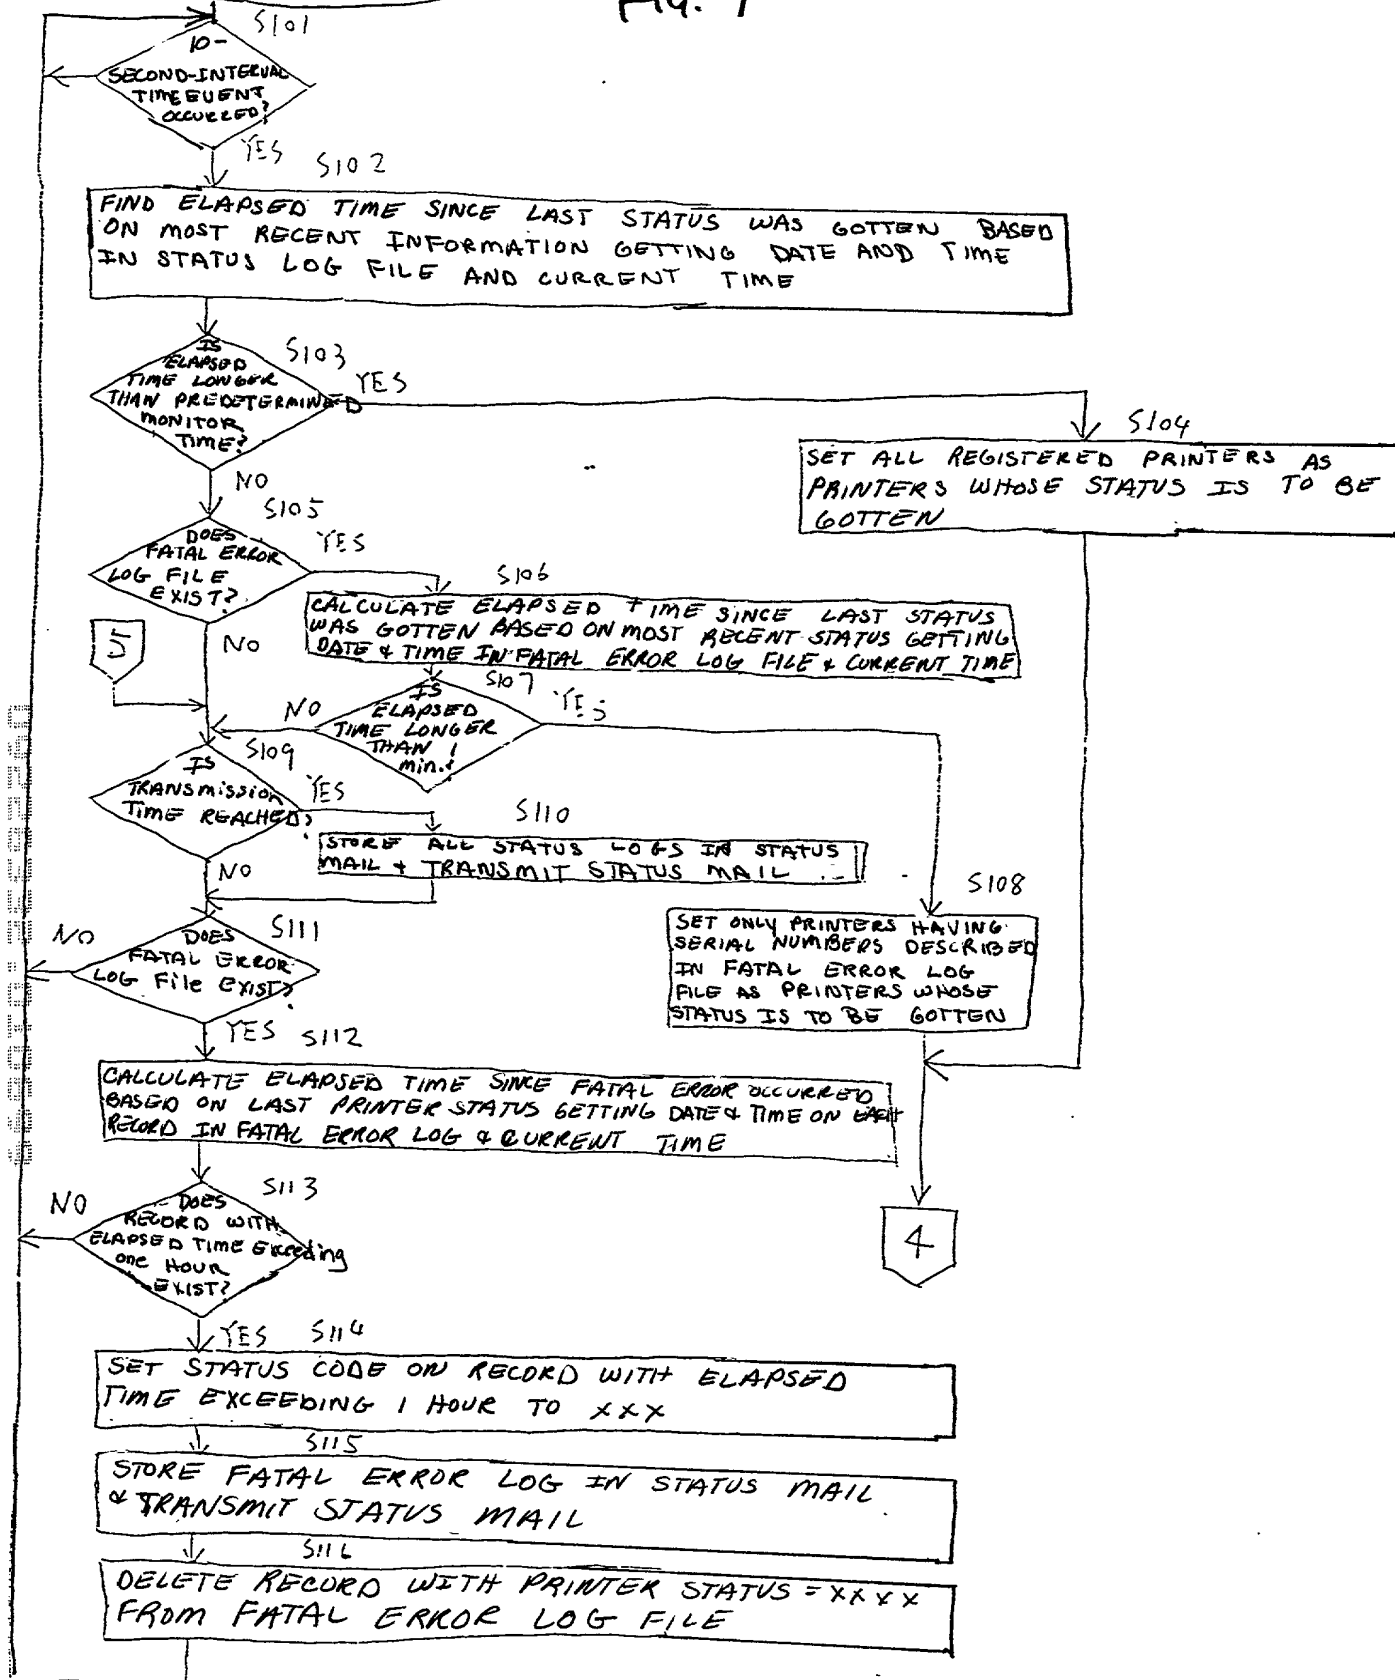 S101
10-
SECOND-INTERVAL
TIME EVENT
OCCURRED?
YES
S102
FIND ELAPSED TIME SINCE LAST STATUS WAS GOTTEN BASED
ON MOST RECENT INFORMATION GETTING DATE AND TIME
IN STATUS LOG FILE AND CURRENT TIME
S103
IS
ELAPSED
TIME LONGER
THAN PREDETERMINED
MONITOR
TIME?
YES
NO
S104
SET ALL REGISTERED PRINTERS AS
PRINTERS WHOSE STATUS IS TO BE
GOTTEN
S105
DOES
FATAL ERROR
LOG FILE
EXIST?
YES
NO
5
S106
CALCULATE ELAPSED TIME SINCE LAST STATUS
WAS GOTTEN BASED ON MOST RECENT STATUS GETTING
DATE & TIME IN FATAL ERROR LOG FILE & CURRENT TIME
S107
IS
ELAPSED
TIME LONGER
THAN 1
min.?
NO
YES
S109
IS
TRANSMISSION
TIME REACHED?
YES
NO
S110
STORE ALL STATUS LOGS IN STATUS
MAIL & TRANSMIT STATUS MAIL
S108
SET ONLY PRINTERS HAVING
SERIAL NUMBERS DESCRIBED
IN FATAL ERROR LOG
FILE AS PRINTERS WHOSE
STATUS IS TO BE GOTTEN
S111
DOES
FATAL ERROR
LOG File EXIST?
NO
YES
S112
CALCULATE ELAPSED TIME SINCE FATAL ERROR OCCURRED
BASED ON LAST PRINTER STATUS GETTING DATE & TIME ON EACH
RECORD IN FATAL ERROR LOG & CURRENT TIME
S113
DOES
RECORD WITH
ELAPSED TIME Exceeding
one HOUR
EXIST?
NO
YES
4
S114
SET STATUS CODE ON RECORD WITH ELAPSED
TIME EXCEEDING 1 HOUR TO XXX
S115
STORE FATAL ERROR LOG IN STATUS MAIL
& TRANSMIT STATUS MAIL
S116
DELETE RECORD WITH PRINTER STATUS = XXXX
FROM FATAL ERROR LOG FILE